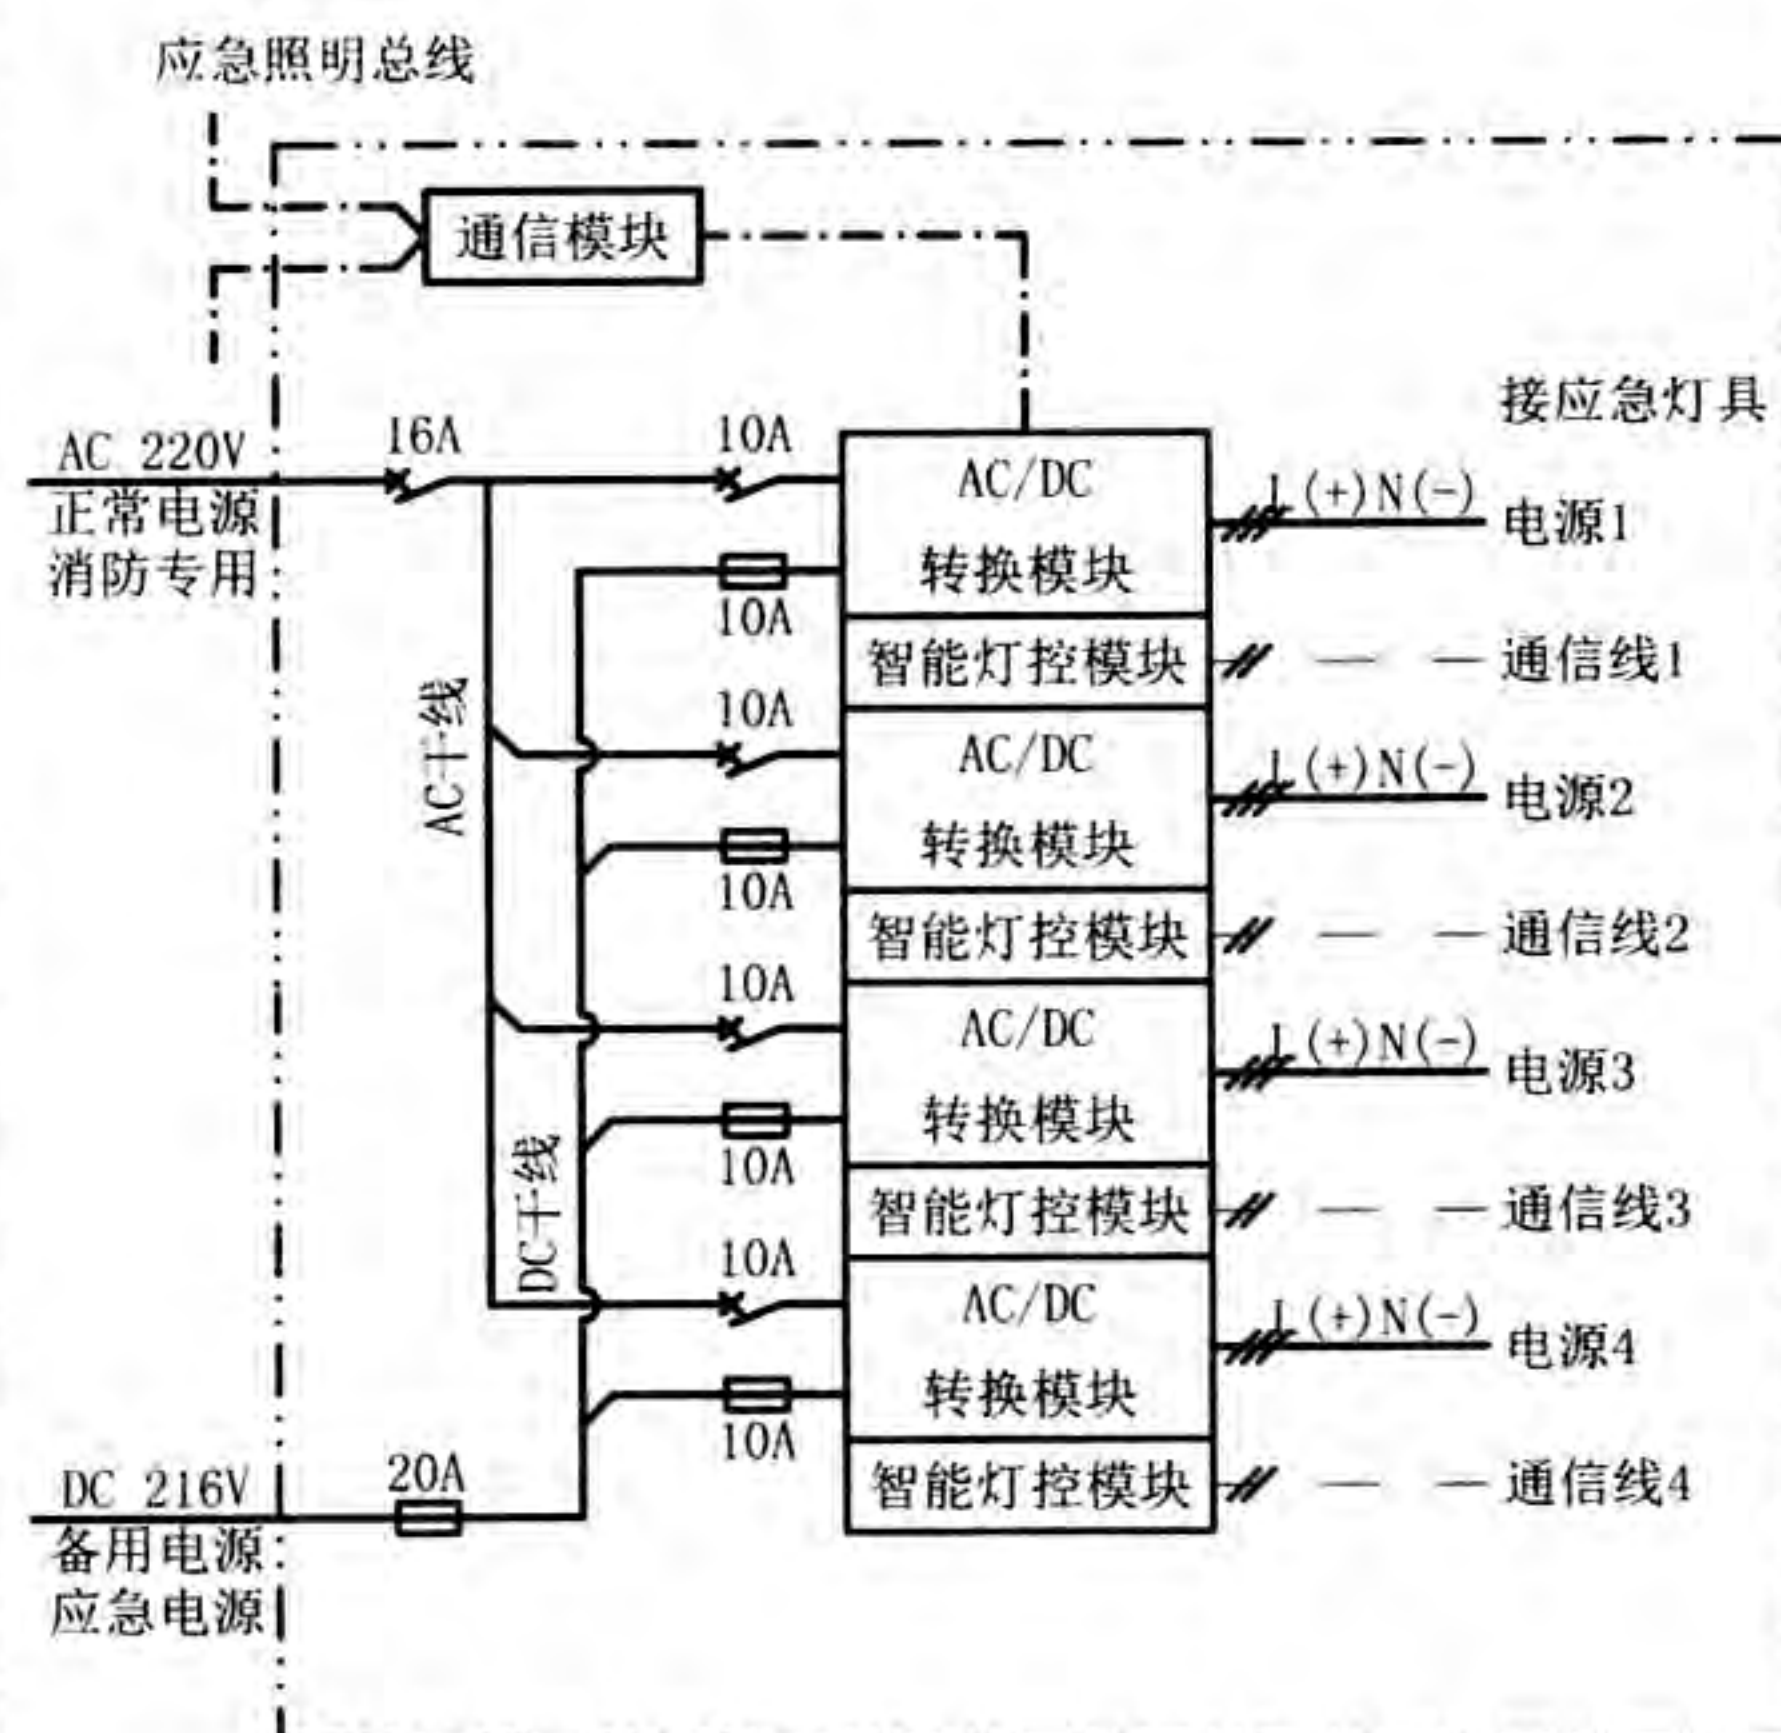 应急照明总线
通信模块
接应急灯具
AC 220V
正常电源
消防专用
16A
10A
AC/DC
转换模块
L(+)N(-)
电源1
10A
智能灯控模块
通信线1
AC干线
10A
AC/DC
转换模块
L(+)N(-)
电源2
10A
智能灯控模块
通信线2
10A
AC/DC
转换模块
L(+)N(-)
电源3
10A
智能灯控模块
通信线3
DC干线
10A
AC/DC
转换模块
L(+)N(-)
电源4
10A
智能灯控模块
通信线4
DC 216V
备用电源
应急电源
20A